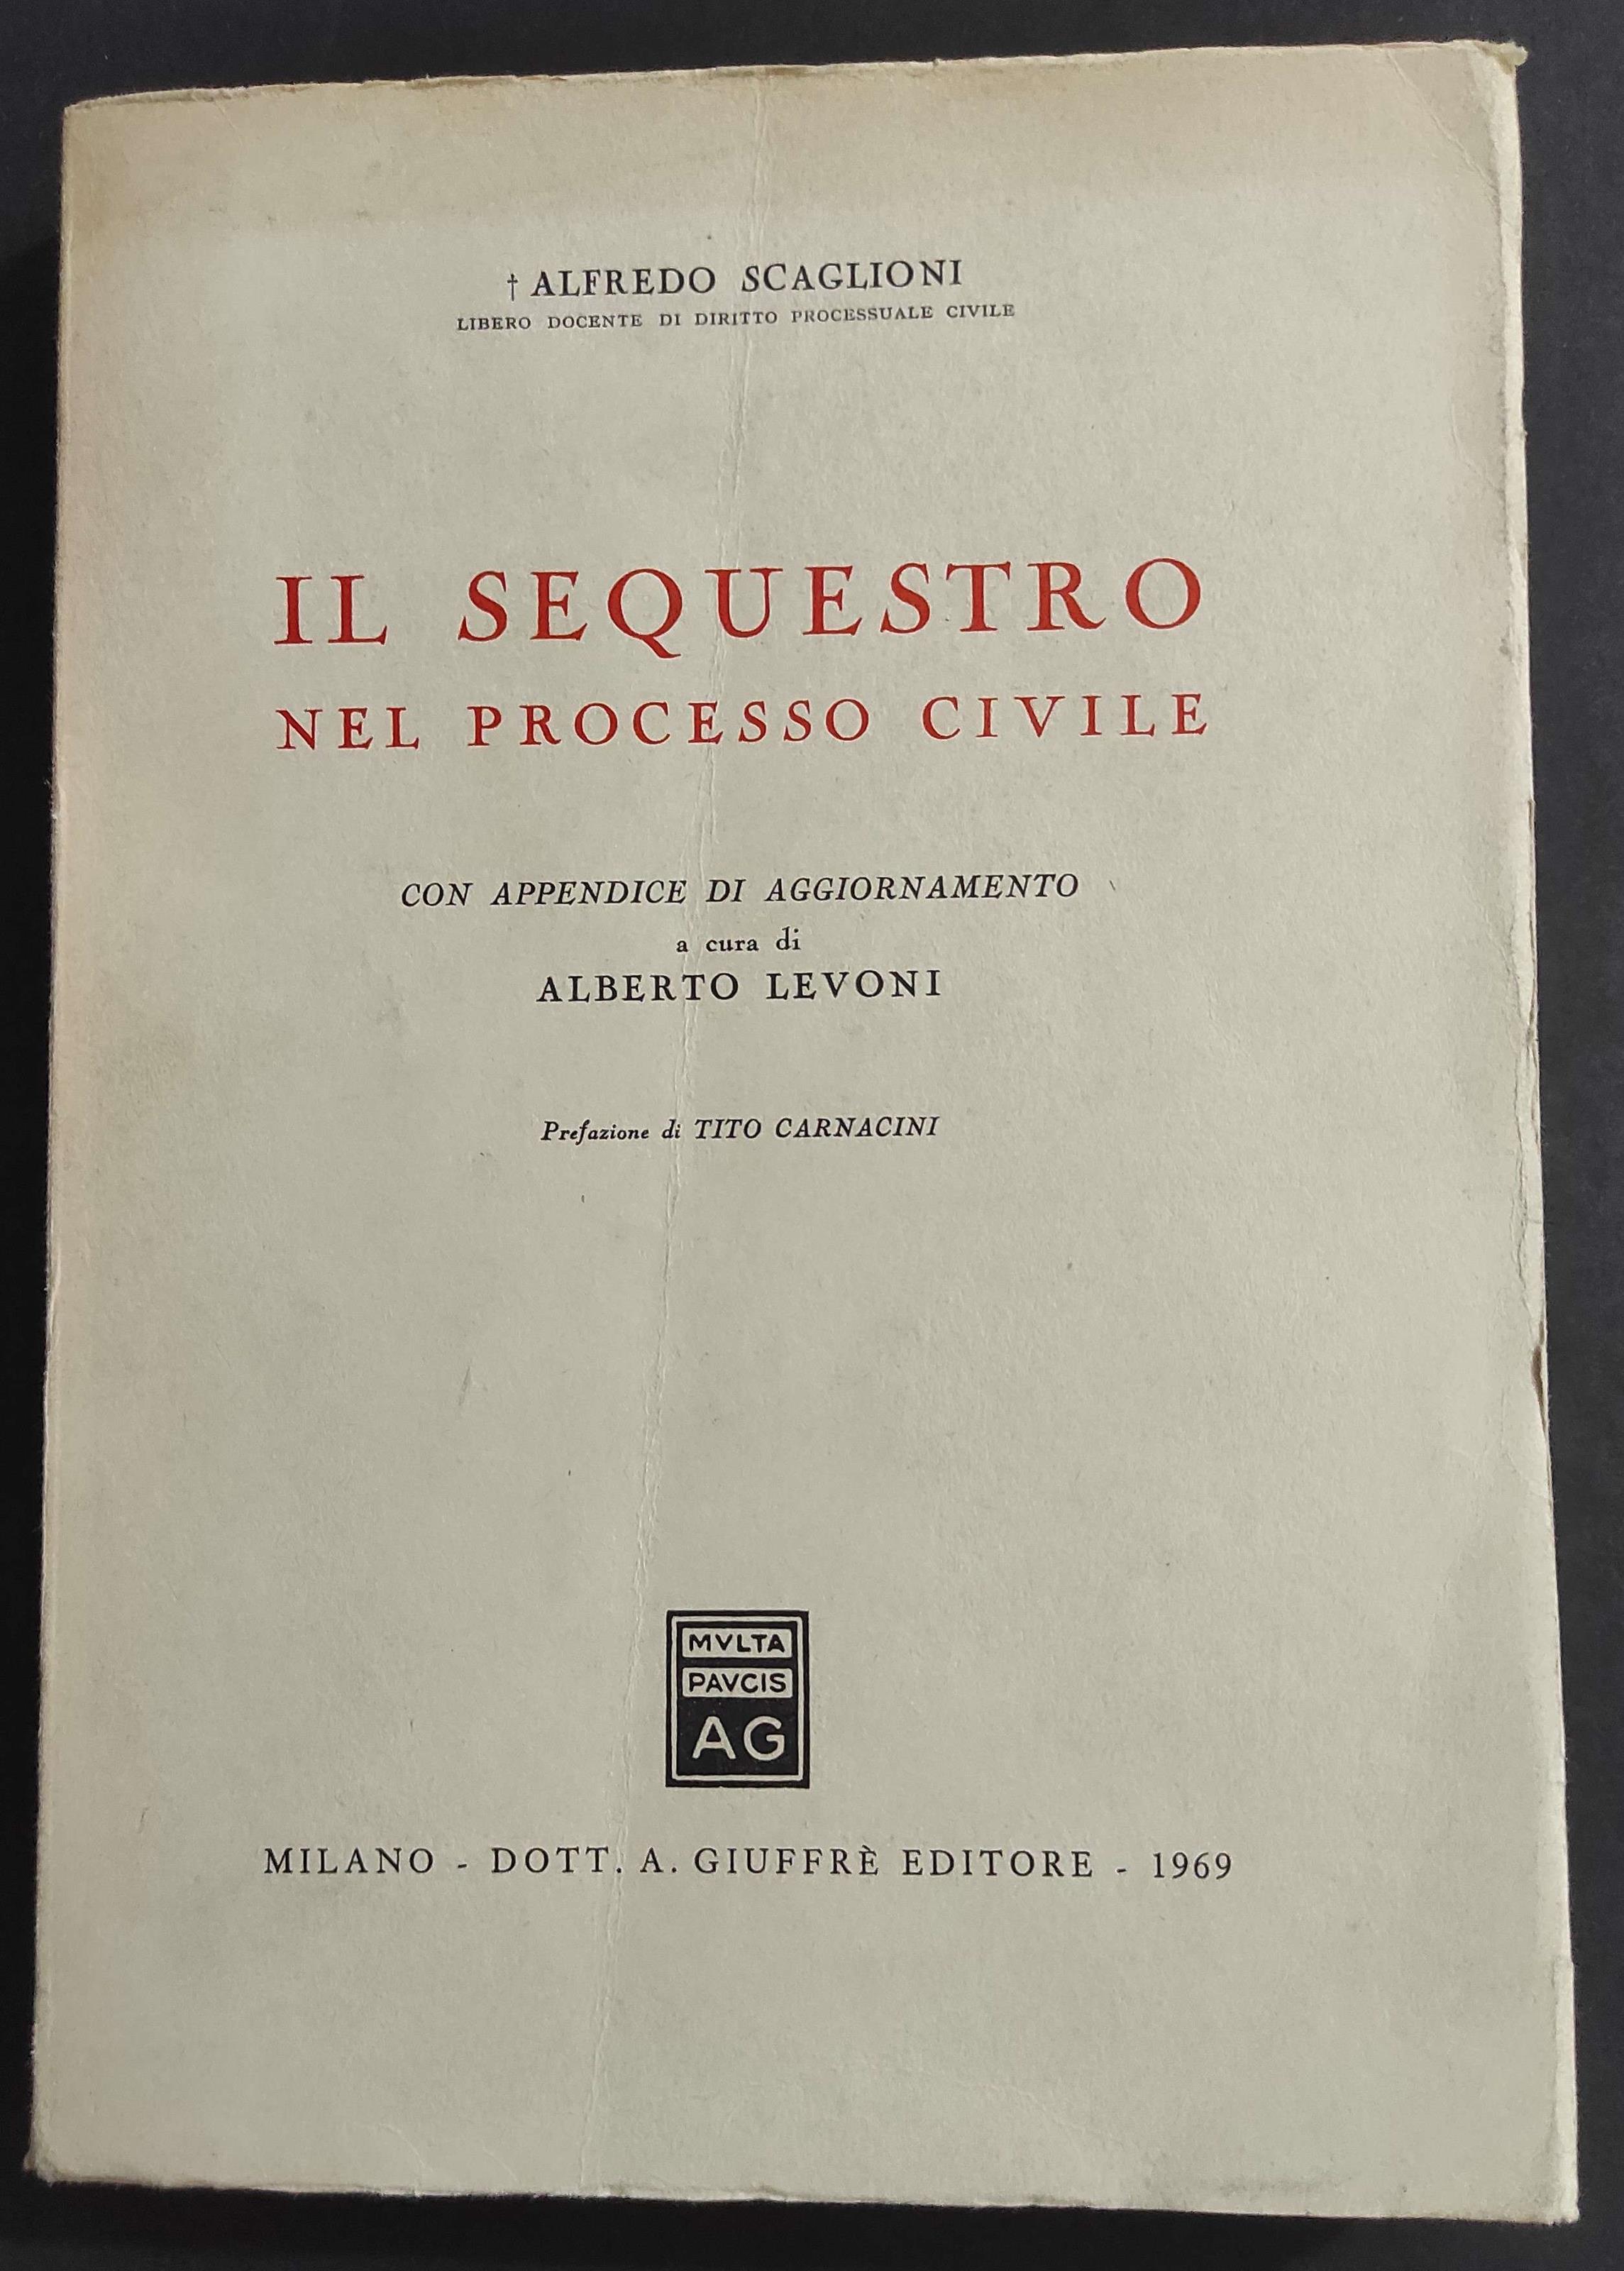 † ALFREDO SCAGLIONI
LIBERO DOCENTE DI DIRITTO PROCESSUALE CIVILE
IL SEQUESTRO
NEL PROCESSO CIVILE
CON APPENDICE DI AGGIORNAMENTO
a cura di
ALBERTO LEVONI
Prefazione di TITO CARNACINI
MVLTA
PAVCIS
AG
MILANO - DOTT. A. GIUFFRÈ EDITORE - 1969